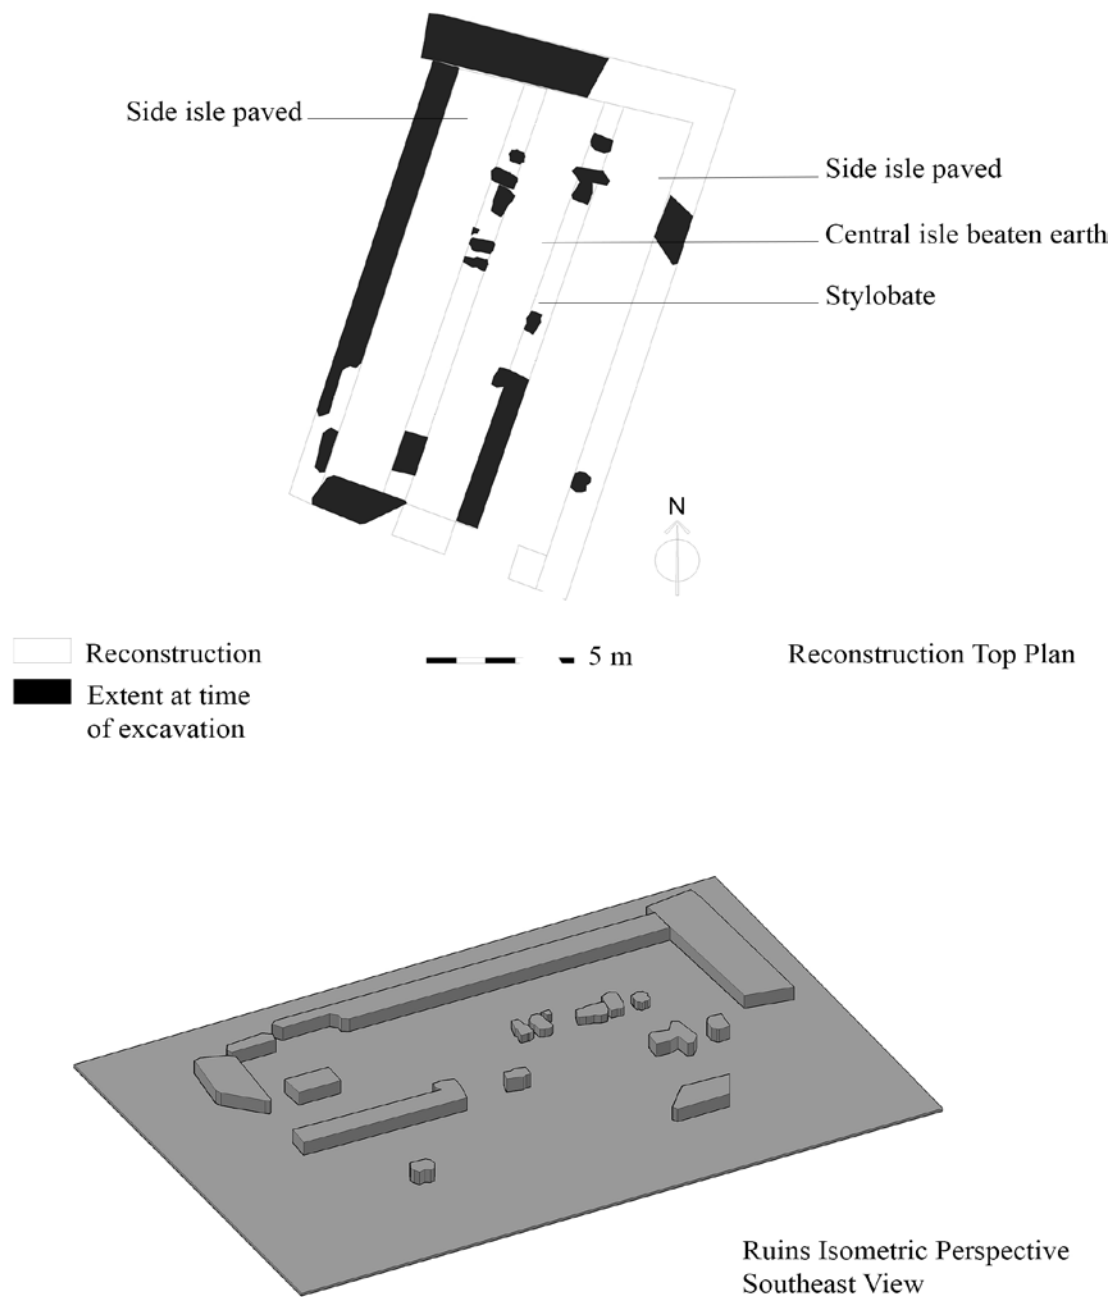 Side isle paved
Side isle paved
Central isle beaten earth
Stylobate
N
Reconstruction
5 m
Reconstruction Top Plan
Extent at time
of excavation
Ruins Isometric Perspective
Southeast View